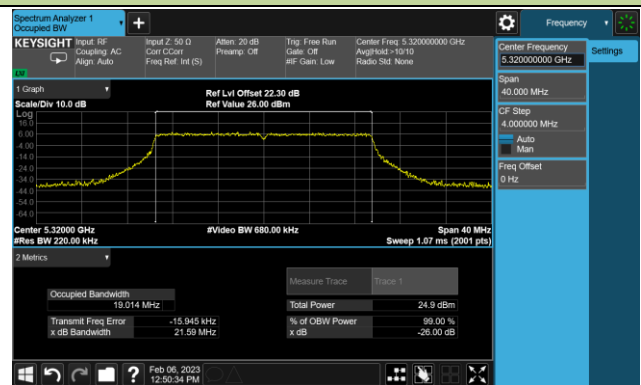 Spectrum Analyzer 1
Occupied BW
+
Frequency
KEYSIGHT Input: RF
Coupling: AC
Align: Auto
Input Z: 50 Ω
Corr CCorr
Freq Ref: Int (S)
Atten: 20 dB
Preamp: Off
Trig: Free Run
Gate: Off
#IF Gain: Low
Center Freq: 5.320000000 GHz
Avg|Hold:>10/10
Radio Std: None
Center Frequency
5.320000000 GHz
Settings
Span
40.000 MHz
CF Step
4.000000 MHz
Auto
Man
Freq Offset
0 Hz
1 Graph
Scale/Div 10.0 dB
Ref Lvl Offset 22.30 dB
Ref Value 26.00 dBm
Log
16.0
6.00
-4.00
-14.0
-24.0
-34.0
-44.0
-54.0
-64.0
Center 5.32000 GHz
#Res BW 220.00 kHz
#Video BW 680.00 kHz
Span 40 MHz
Sweep 1.07 ms (2001 pts)
2 Metrics
Measure Trace Trace 1
Occupied Bandwidth
19.014 MHz
Total Power 24.9 dBm
Transmit Freq Error -15.945 kHz
% of OBW Power 99.00 %
x dB Bandwidth 21.59 MHz
x dB -26.00 dB
?
Feb 06, 2023
12:50:34 PM